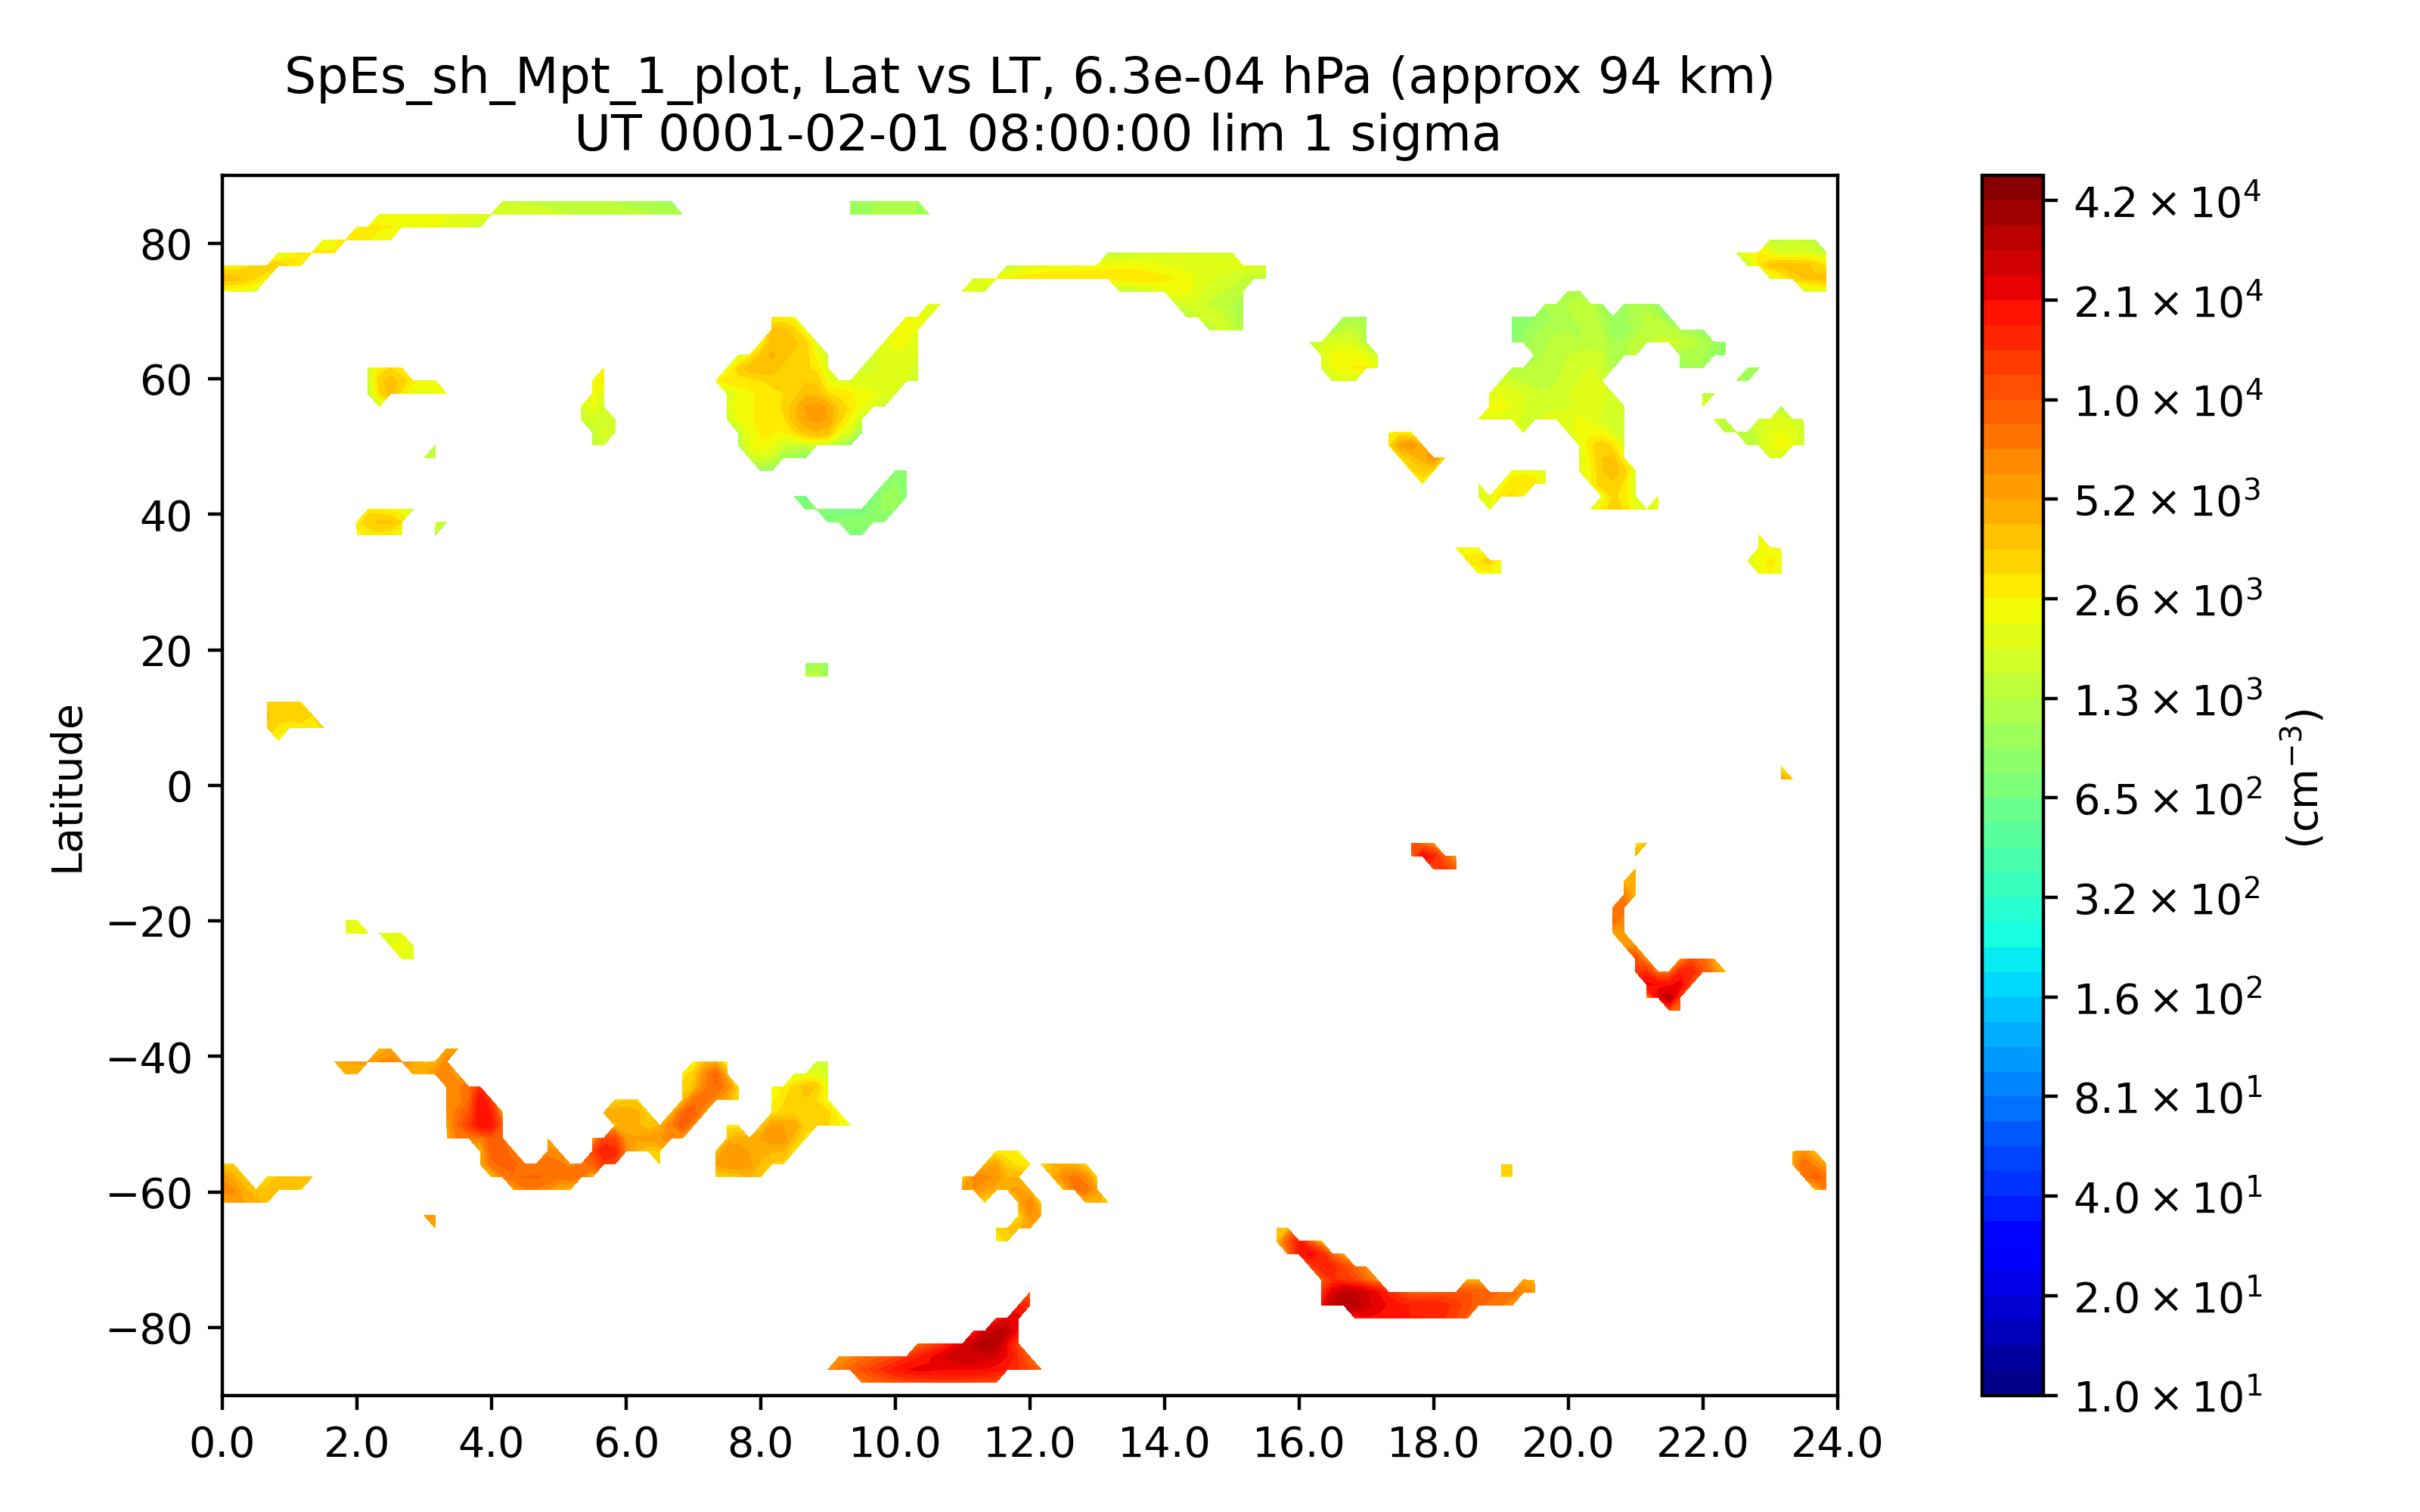 SpEs_sh_Mpt_1_plot, Lat vs LT, 6.3e-04 hPa (approx 94 km)
UT 0001-02-01 08:00:00 lim 1 sigma
Latitude
80
60
40
20
0
−20
−40
−60
−80
0.0 2.0 4.0 6.0 8.0 10.0 12.0 14.0 16.0 18.0 20.0 22.0 24.0
4.2 × 10⁴
2.1 × 10⁴
1.0 × 10⁴
5.2 × 10³
2.6 × 10³
1.3 × 10³
6.5 × 10²
3.2 × 10²
1.6 × 10²
8.1 × 10¹
4.0 × 10¹
2.0 × 10¹
1.0 × 10¹
(cm⁻³)